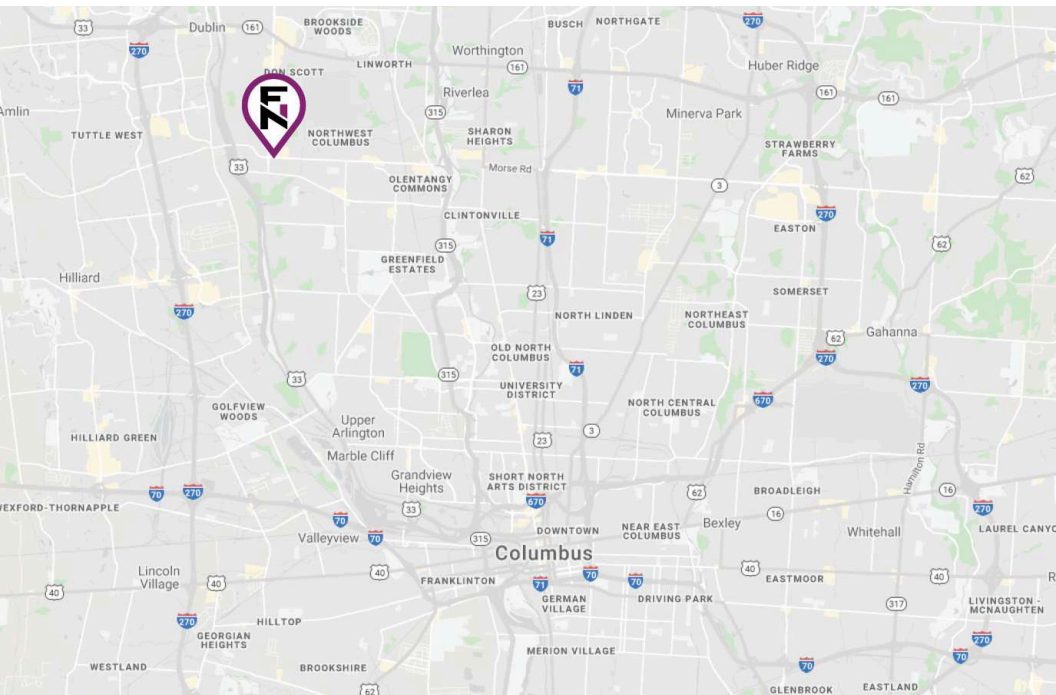 BROOKSIDE
WOODS
BUSCH
NORTHGATE
33
Dublin
161
270
270
Worthington
LINWORTH
161
Huber Ridge
DON SCOTT
71
Riverlea
161
161
315
Minerva Park
FN
TUTTLE WEST
NORTHWEST
COLUMBUS
SHARON
HEIGHTS
STRAWBERRY
FARMS
33
Morse Rd
62
OLENTANGY
COMMONS
3
CLINTONVILLE
270
EASTON
71
315
62
GREENFIELD
ESTATES
Hilliard
23
SOMERSET
270
NORTH LINDEN
NORTHEAST
COLUMBUS
62
Gahanna
OLD NORTH
COLUMBUS
270
71
315
33
UNIVERSITY
DISTRICT
270
670
GOLFVIEW
WOODS
NORTH CENTRAL
COLUMBUS
Upper
Arlington
3
HILLIARD GREEN
23
Marble Cliff
Hamilton Rd
Grandview
Heights
SHORT NORTH
ARTS DISTRICT
70
270
62
BROADLEIGH
16
670
33
16
270
70
Bexley
NEAR EAST
COLUMBUS
DOWNTOWN
Whitehall
Valleyview
70
315
Columbus
Lincoln
Village
40
40
40
FRANKLINTON
70
71
70
EASTMOOR
40
40
GERMAN
VILLAGE
DRIVING PARK
317
LIVINGSTON -
MCNAUGHTEN
270
HILLTOP
GEORGIAN
HEIGHTS
270
MERION VILLAGE
70
70
WESTLAND
BROOKSHIRE
62
GLENBROOK
EASTLAND